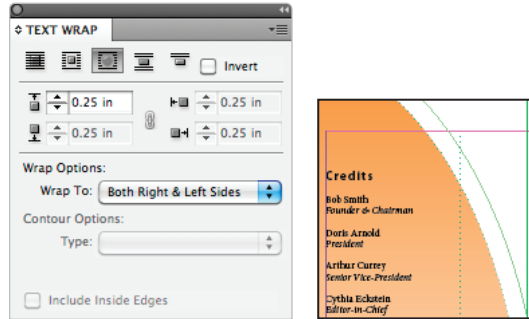 TEXT WRAP
Invert
0.25 in 0.25 in
0.25 in 0.25 in
Wrap Options:
Wrap To: Both Right & Left Sides
Contour Options:
Type:
Include Inside Edges
Credits
Bob Smith
Founder & Chairman
Doris Arnold
President
Arthur Currey
Senior Vice-President
Cythia Eckstein
Editor-in-Chief